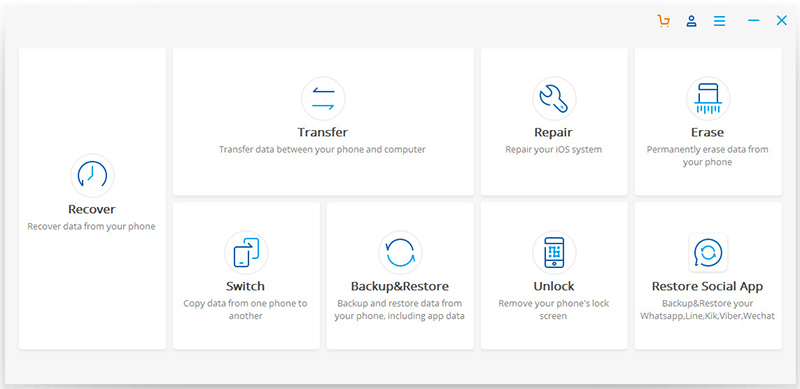 Recover
Recover data from your phone
Transfer
Transfer data between your phone and computer
Repair
Repair your iOS system
Erase
Permanently erase data from
your phone
Switch
Copy data from one phone to
another
Backup&Restore
Backup and restore data from
your phone, including app data
Unlock
Remove your phone's lock
screen
Restore Social App
Backup&Restore your
Whatsapp,Line,Kik,Viber,Wechat